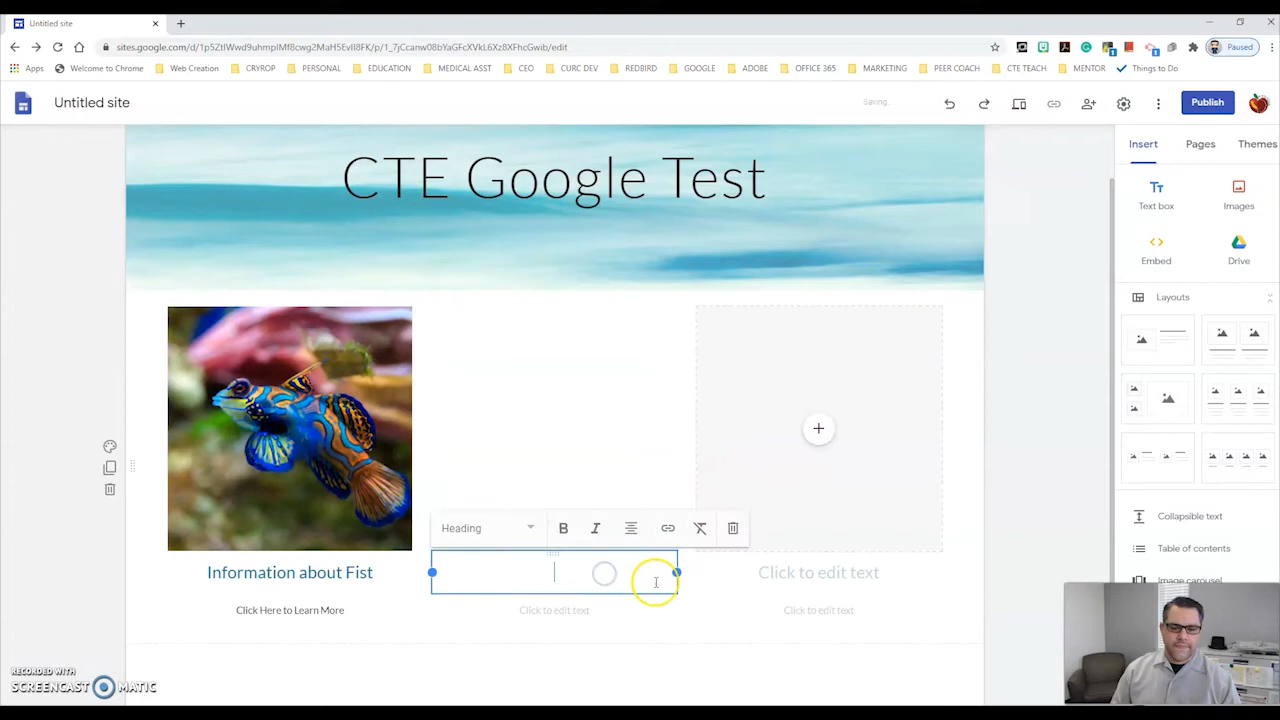 Untitled site
sites.google.com/d/1p5ZtIWwd9uhmpIMf8cwg2MaH5EvlI8FK/p/1_7jCcanw08bYaGFcXVkL6Xz8XFhcGwib/edit
Paused
Apps
Welcome to Chrome
Web Creation
CRYROP
PERSONAL
EDUCATION
MEDICAL ASST
CEO
CURC DEV
REDBIRD
GOOGLE
ADOBE
OFFICE 365
MARKETING
PEER COACH
CTE TEACH
MENTOR
Things to Do
Untitled site
Saving...
Publish
Insert
Pages
Themes
CTE Google Test
Text box
Images
Embed
Drive
Layouts
Heading
Information about Fist
Click to edit text
Click Here to Learn More
Click to edit text
Click to edit text
Collapsible text
Table of contents
Image carousel
RECORDED WITH
SCREENCAST MATIC